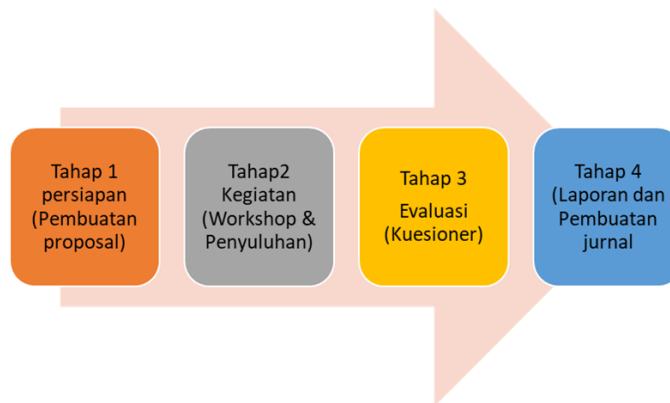 Tahap 1
persiapan
(Pembuatan
proposal)
Tahap2
Kegiatan
(Workshop &
Penyuluhan)
Tahap 3
Evaluasi
(Kuesioner)
Tahap 4
(Laporan dan
Pembuatan
jurnal